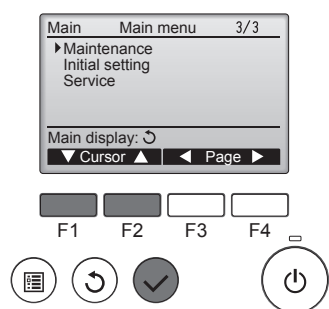 Main Main menu 3/3
Maintenance
Initial setting
Service
Main display:
Cursor Page
F1 F2 F3 F4